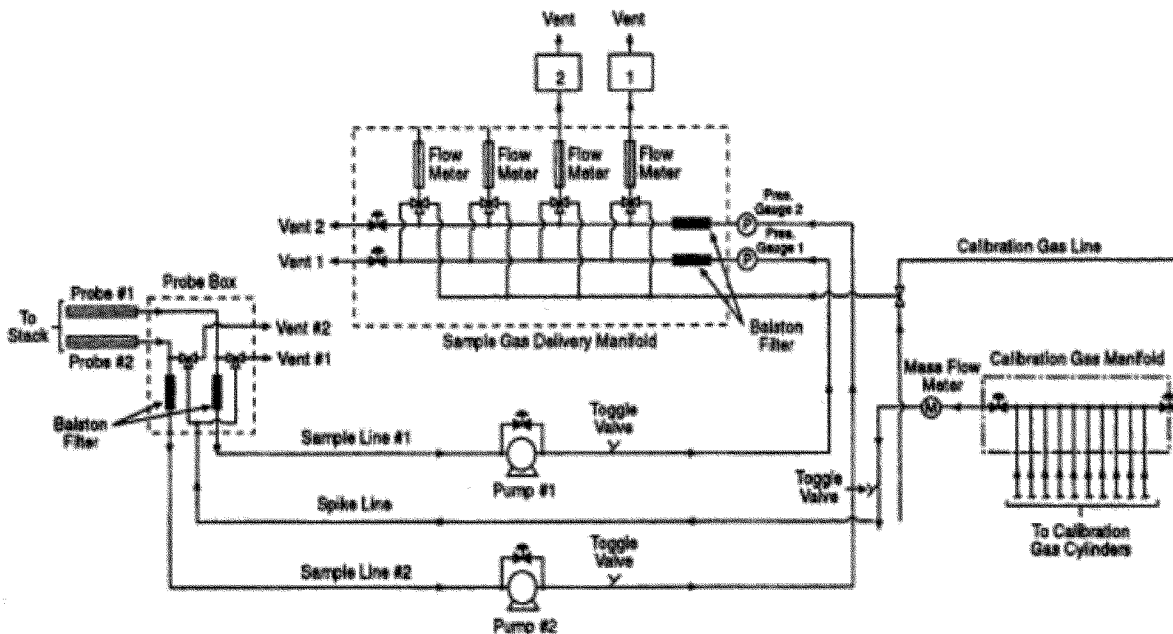 Vent
Vent
2
1
Flow
Meter
Flow
Meter
Flow
Meter
Flow
Meter
Pres.
Gauge 2
P
Pres.
Gauge 1
P
Vent 2
Vent 1
Calibration Gas Line
Probe Box
Probe #1
To
Stack
Probe #2
Vent #2
Vent #1
Sample Gas Delivery Manifold
Balston
Filter
Mass Flow
Meter
M
Calibration Gas Manifold
Balston
Filter
Sample Line #1
Toggle
Valve
Pump #1
Toggle
Valve
Spike Line
To Calibration
Gas Cylinders
Sample Line #2
Toggle
Valve
Pump #2